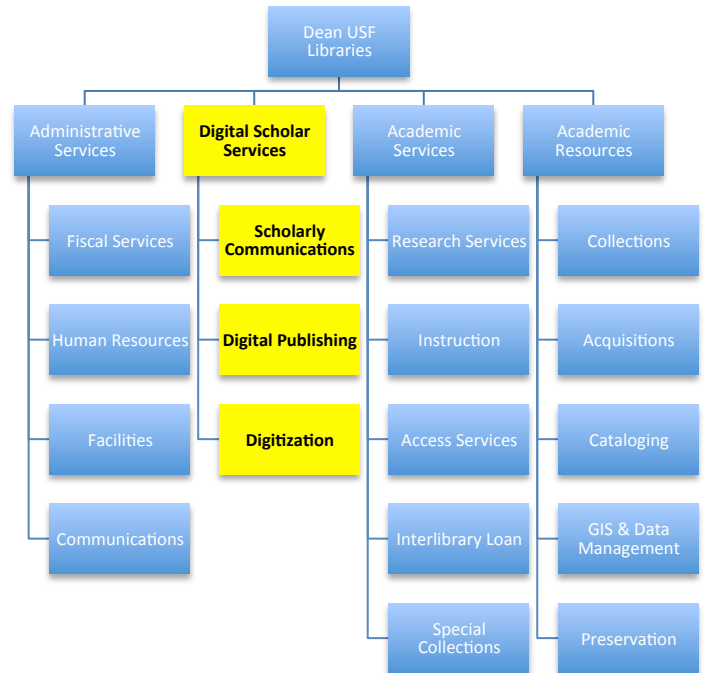 Dean USF
Libraries
Administrative
Services
Digital Scholar
Services
Academic
Services
Academic
Resources
Fiscal Services
Scholarly
Communications
Research Services
Collections
Human Resources
Digital Publishing
Instruction
Acquisitions
Facilities
Digitization
Access Services
Cataloging
Communications
Interlibrary Loan
GIS & Data
Management
Special
Collections
Preservation